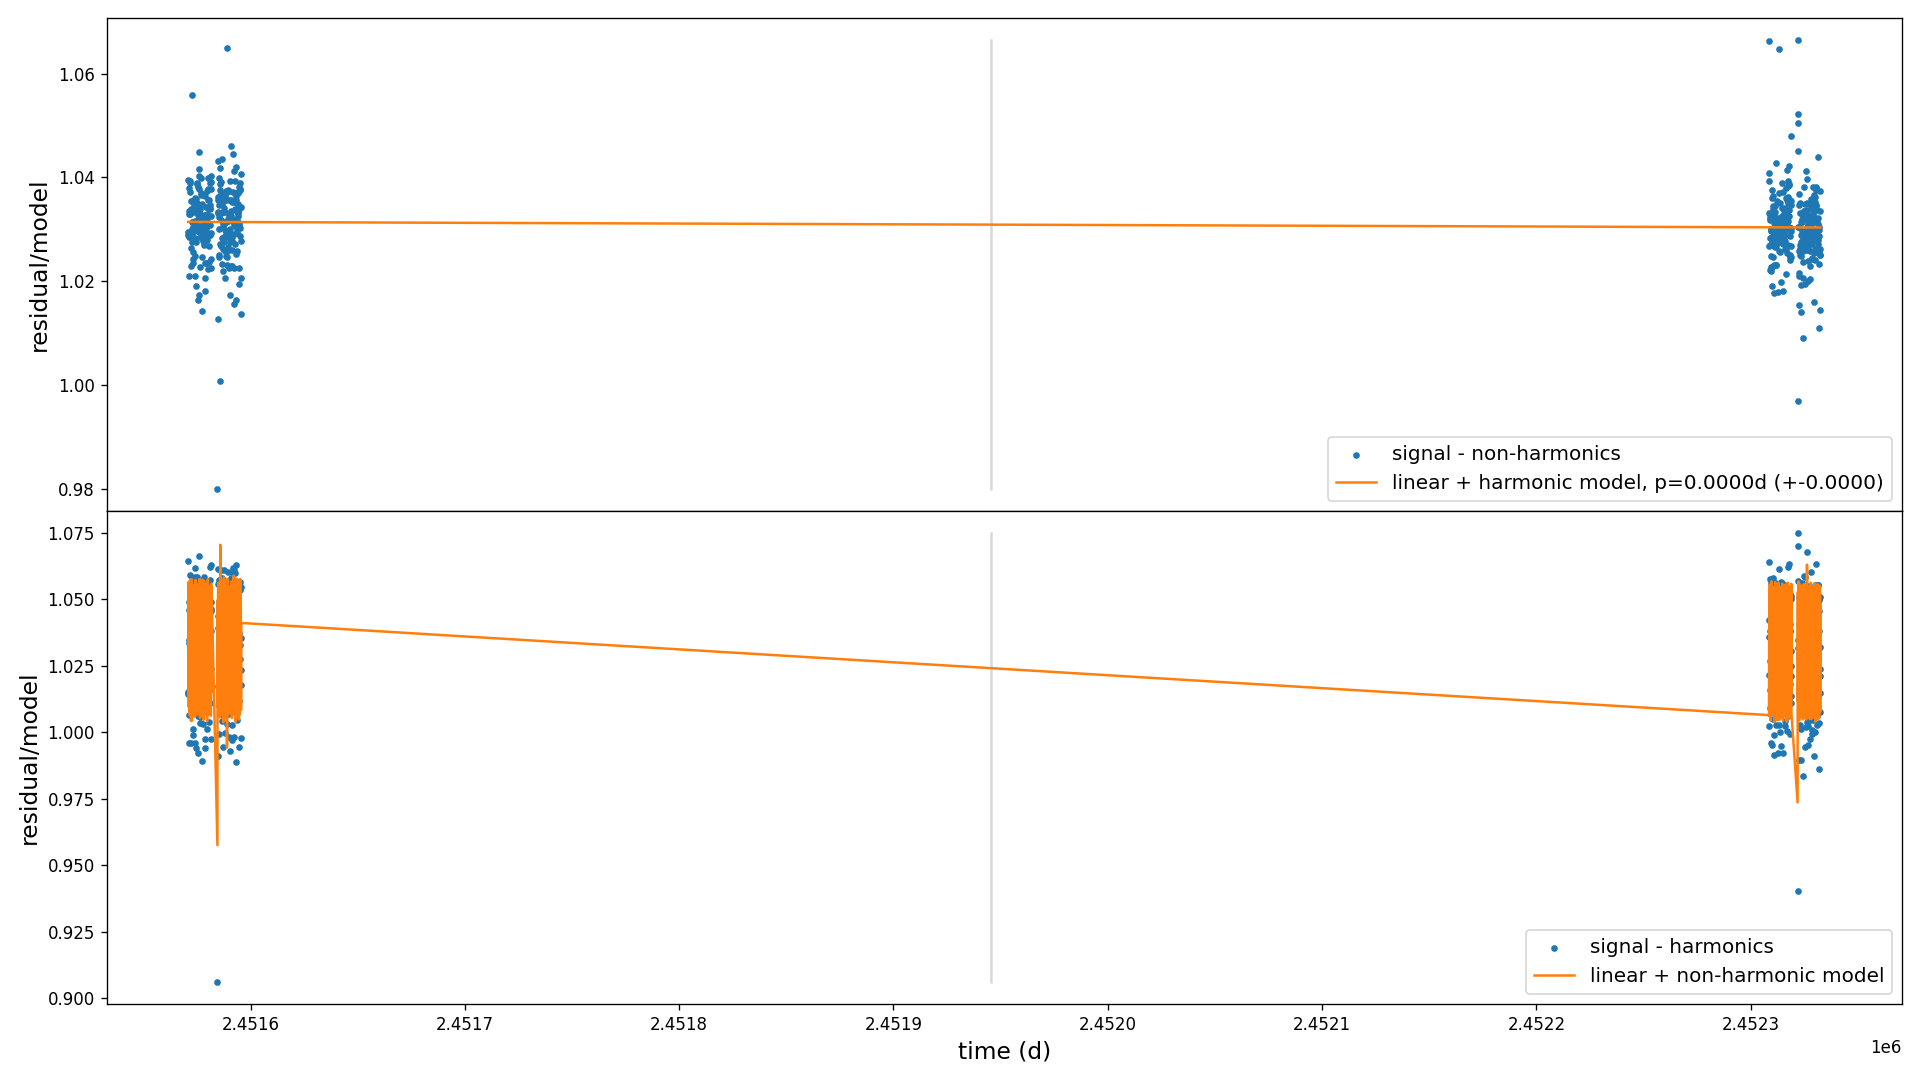 1.06
1.04
1.02
1.00
0.98
residual/model
signal - non-harmonics
linear + harmonic model, p=0.0000d (+-0.0000)
1.075
1.050
1.025
1.000
0.975
0.950
0.925
0.900
residual/model
signal - harmonics
linear + non-harmonic model
2.4516 2.4517 2.4518 2.4519 2.4520 2.4521 2.4522 2.4523
1e6
time (d)